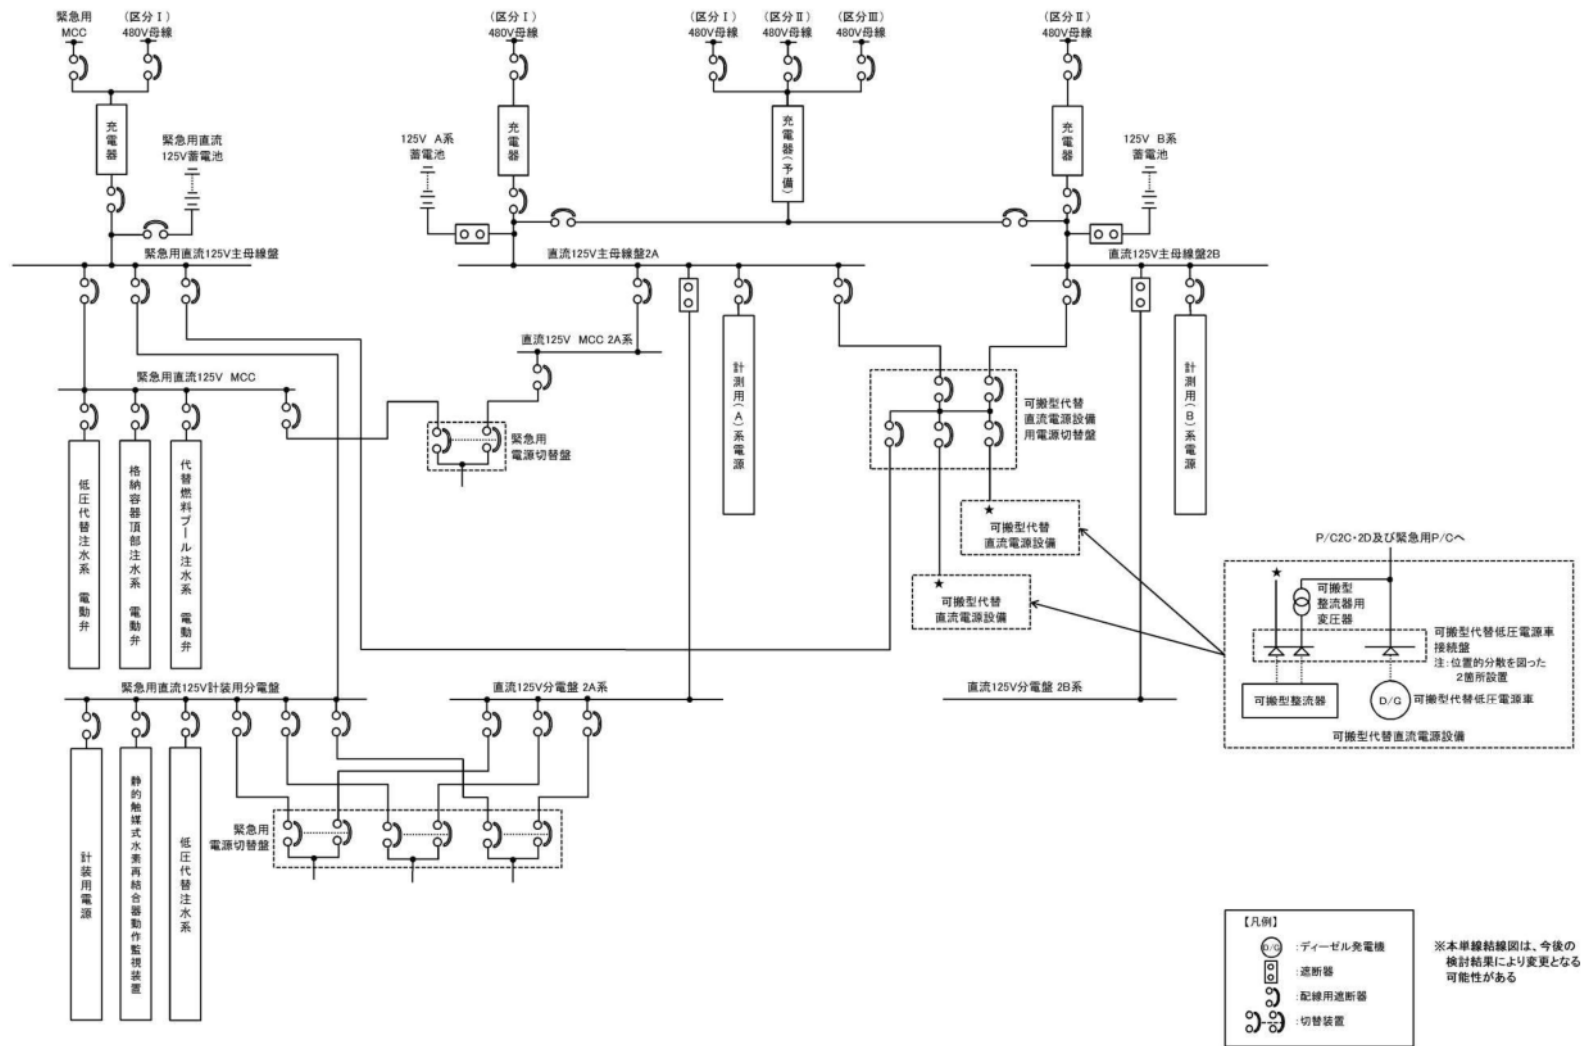 緊急用
MCC
(区分Ⅰ)
480V母線
(区分Ⅰ)
480V母線
(区分Ⅰ)
480V母線
(区分Ⅱ)
480V母線
(区分Ⅲ)
480V母線
(区分Ⅱ)
480V母線
充電器
緊急用直流
125V蓄電池
125V A系
蓄電池
充電器
充電器(予備)
充電器
125V B系
蓄電池
緊急用直流125V主母線盤
直流125V主母線盤2A
直流125V主母線盤2B
直流125V MCC 2A系
緊急用直流125V MCC
緊急用
電源切替盤
計測用(A)系電源
可搬型代替
直流電源設備
用電源切替盤
計測用(B)系電源
低圧代替注水系 電動弁
格納容器頂部注水系 電動弁
代替燃料プール注水系 電動弁
★
可搬型代替
直流電源設備
★
可搬型代替
直流電源設備
P/C2C・2D及び緊急用P/Cへ
★
可搬型
整流器用
変圧器
可搬型代替低圧電源車
接続盤
注:位置的分散を図った
2箇所設置
可搬型整流器
D/G
可搬型代替低圧電源車
可搬型代替直流電源設備
緊急用直流125V計装用分電盤
直流125V分電盤 2A系
直流125V分電盤 2B系
緊急用
電源切替盤
計装用電源
静的触媒式水素再結合器動作監視装置
低圧代替注水系
【凡例】
D/G :ディーゼル発電機
:遮断器
:配線用遮断器
:切替装置
※本単線結線図は、今後の
検討結果により変更となる
可能性がある